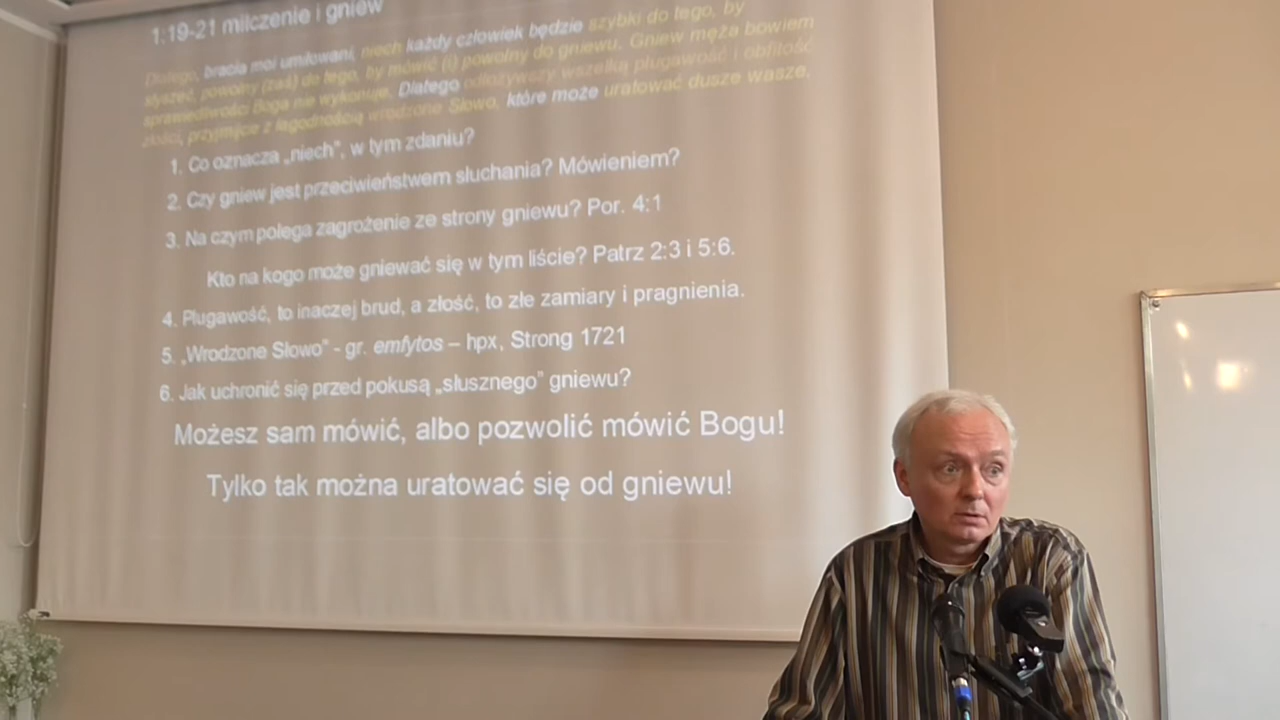 1:19-21 milczenie i gniew
Dlatego, bracia moi umiłowani, niech każdy człowiek będzie szybki do tego, by
słyszeć, powolny (zaś) do tego, by mówić (i) powolny do gniewu. Gniew męża bowiem
sprawiedliwości Boga nie wykonuje. Dlatego odłożywszy wszelką plugawość i obfitość
złości, przyjmijcie z łagodnością wrodzone Słowo, które może uratować dusze wasze.
1. Co oznacza „niech”, w tym zdaniu?
2. Czy gniew jest przeciwieństwem słuchania? Mówieniem?
3. Na czym polega zagrożenie ze strony gniewu? Por. 4:1
Kto na kogo może gniewać się w tym liście? Patrz 2:3 i 5:6.
4. Plugawość, to inaczej brud, a złość, to złe zamiary i pragnienia.
5. „Wrodzone Słowo” - gr. emfytos – hpx, Strong 1721
6. Jak uchronić się przed pokusą „słusznego” gniewu?
Możesz sam mówić, albo pozwolić mówić Bogu!
Tylko tak można uratować się od gniewu!